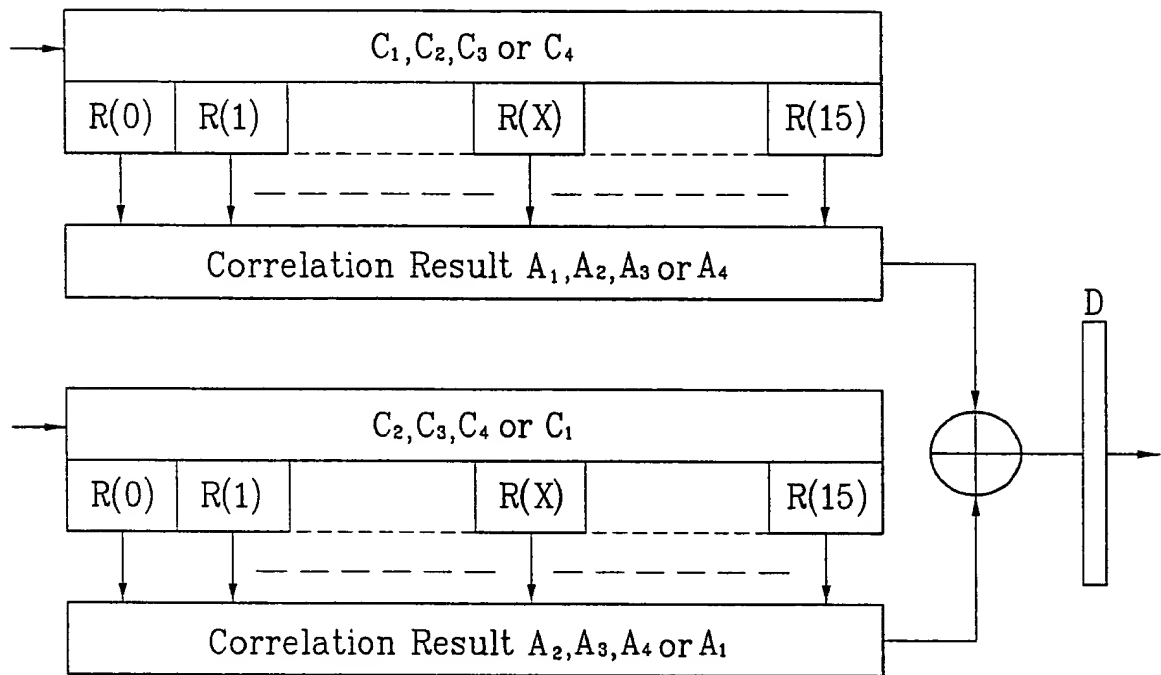 C₁,C₂,C₃ or C₄
R(0) R(1) R(X) R(15)
Correlation Result A₁,A₂,A₃ or A₄
D
C₂,C₃,C₄ or C₁
R(0) R(1) R(X) R(15)
Correlation Result A₂,A₃,A₄ or A₁